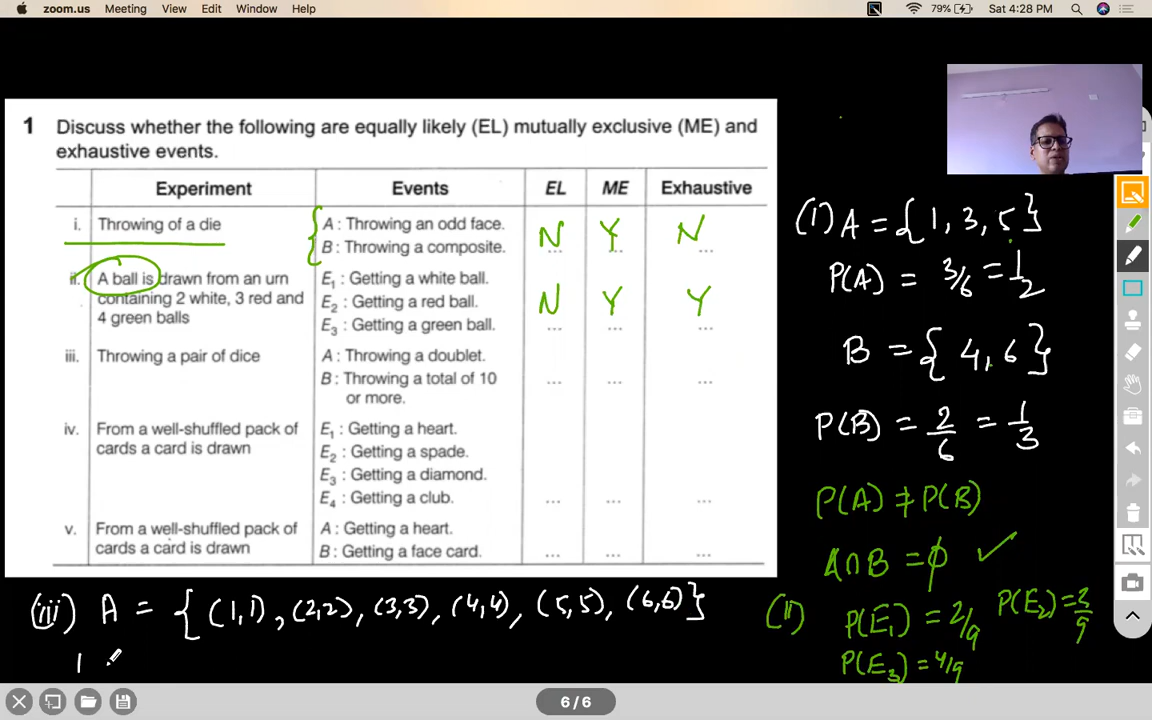 zoom.us Meeting View Edit Window Help 79% Sat 4:28 PM
1 Discuss whether the following are equally likely (EL) mutually exclusive (ME) and
exhaustive events.
Experiment Events EL ME Exhaustive
i. Throwing of a die A : Throwing an odd face.
B : Throwing a composite. N Y N
... ... ...
ii. A ball is drawn from an urn E1 : Getting a white ball.
containing 2 white, 3 red and E2 : Getting a red ball. N Y Y
4 green balls E3 : Getting a green ball. ... ... ...
iii. Throwing a pair of dice A : Throwing a doublet.
B : Throwing a total of 10 ... ... ...
or more.
iv. From a well-shuffled pack of E1 : Getting a heart.
cards a card is drawn E2 : Getting a spade.
E3 : Getting a diamond.
E4 : Getting a club. ... ... ...
v. From a well-shuffled pack of A : Getting a heart.
cards a card is drawn B : Getting a face card. ... ... ...
(i) A = {1, 3, 5}
P(A) = 3/6 = 1/2
B = {4, 6}
P(B) = 2/6 = 1/3
P(A) ≠ P(B)
A∩B = ϕ ✓
(ii) P(E1) = 2/9 P(E2) = 3/9
P(E3) = 4/9
(iii) A = {(1,1), (2,2), (3,3), (4,4), (5,5), (6,6)}
6 / 6